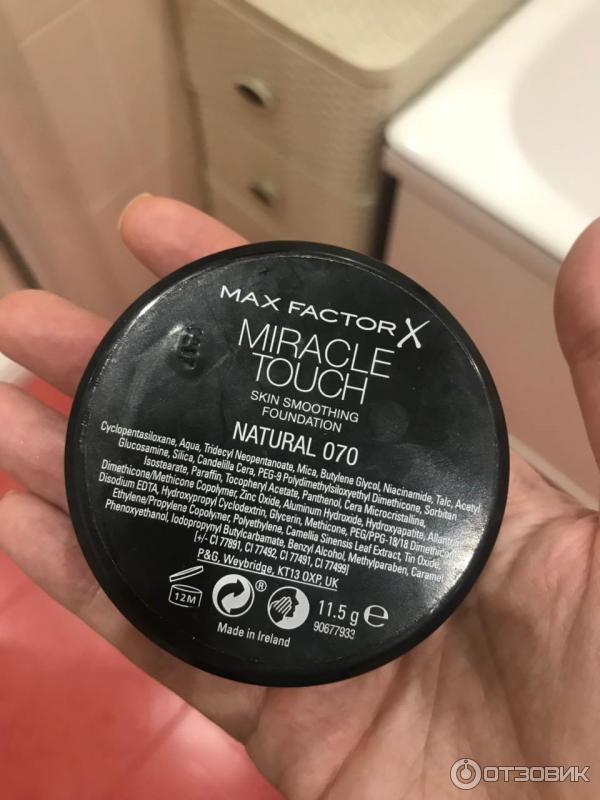 MAX FACTOR X
MIRACLE
TOUCH
SKIN SMOOTHING
FOUNDATION
NATURAL 070
Cyclopentasiloxane, Aqua, Tridecyl Neopentanoate, Mica, Butylene Glycol, Niacinamide, Talc, Acetyl
Glucosamine, Silica, Candelilla Cera, PEG-9 Polydimethylsiloxyethyl Dimethicone, Sorbitan
Isostearate, Paraffin, Tocopheryl Acetate, Panthenol, Cera Microcristallina,
Dimethicone/Methicone Copolymer, Zinc Oxide, Aluminum Hydroxide, Hydroxyapatite,
Disodium EDTA, Hydroxypropyl Cyclodextrin, Glycerin, Methicone, PEG/PPG-18/18
Ethylene/Propylene Copolymer, Polyethylene, Camellia Sinensis Leaf Extract, Tin Oxide,
Phenoxyethanol, Iodopropynyl Butylcarbamate, Benzyl Alcohol, Methylparaben,
[+/- CI 77891, CI 77492, CI 77491, CI 77499]
P&G, Weybridge, KT13 OXP, UK
12M ® 11.5 g e
90677933
Made in Ireland
ОТЗОВИК